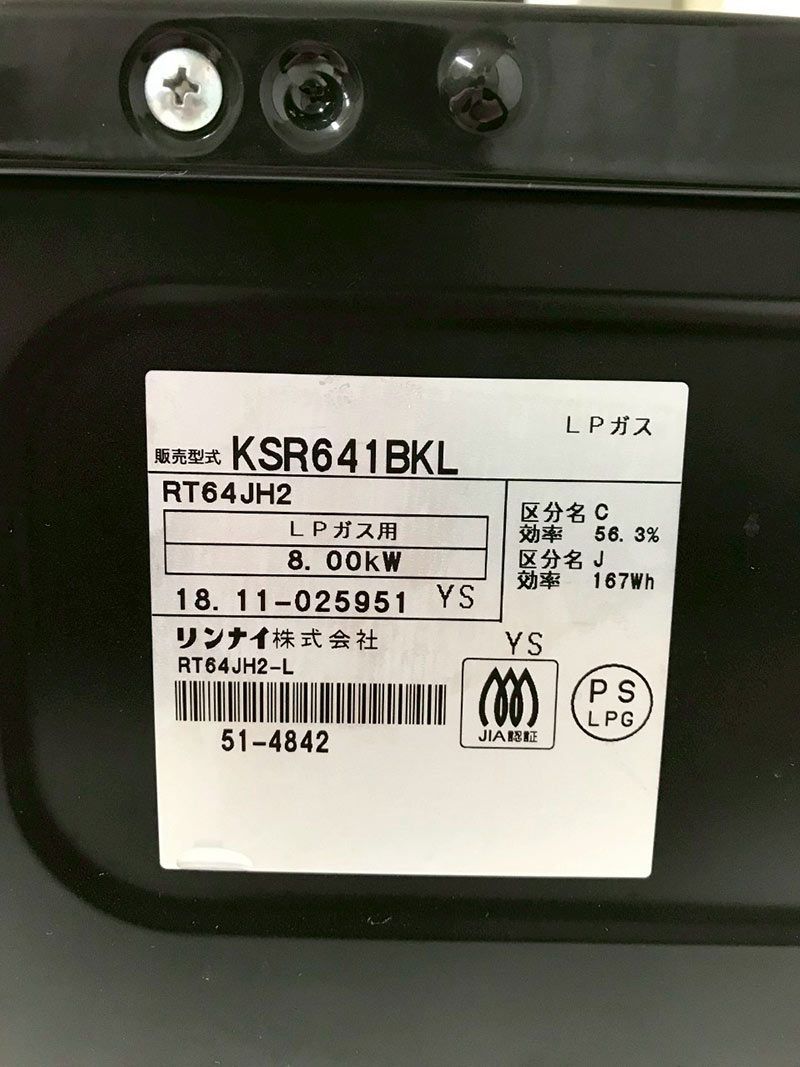 LPガス
販売型式 KSR641BKL
RT64JH2
LPガス用
8.00kW
18.11-025951 YS
区分名 C
効率 56.3%
区分名 J
効率 167Wh
リンナイ株式会社
RT64JH2-L
51-4842
YS
JIA認証
PS
LPG